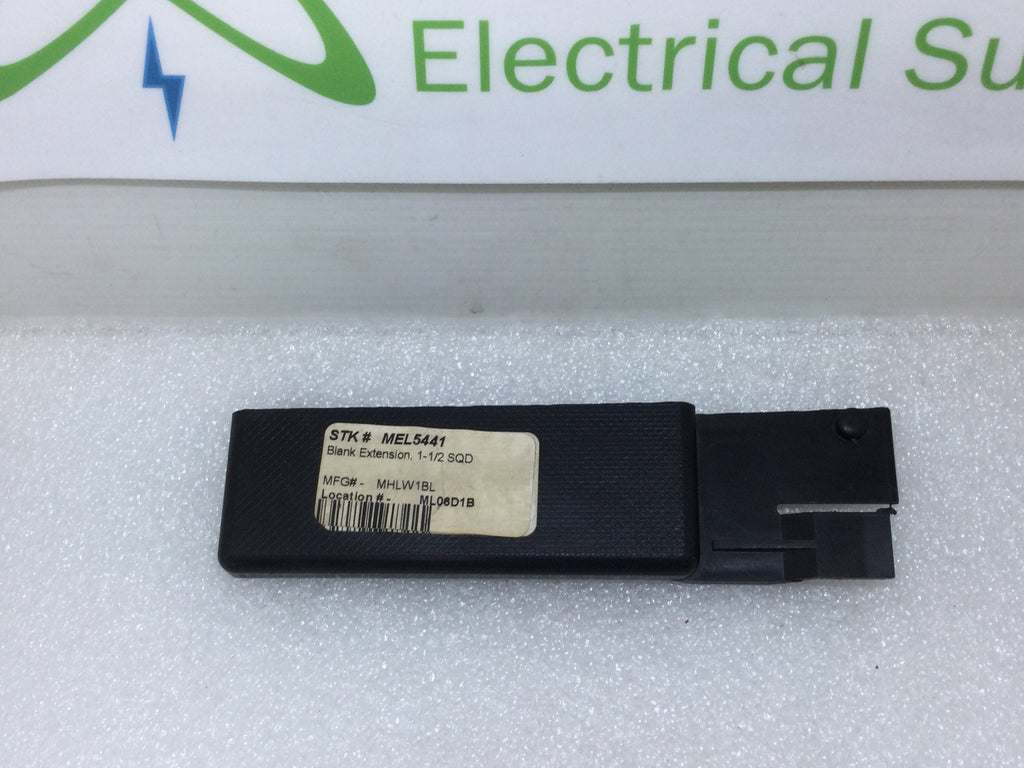 Electrical Su
STK # MEL5441
Blank Extension, 1-1/2 SQD
MFG# - MHLW1BL
Location # - ML06D1B